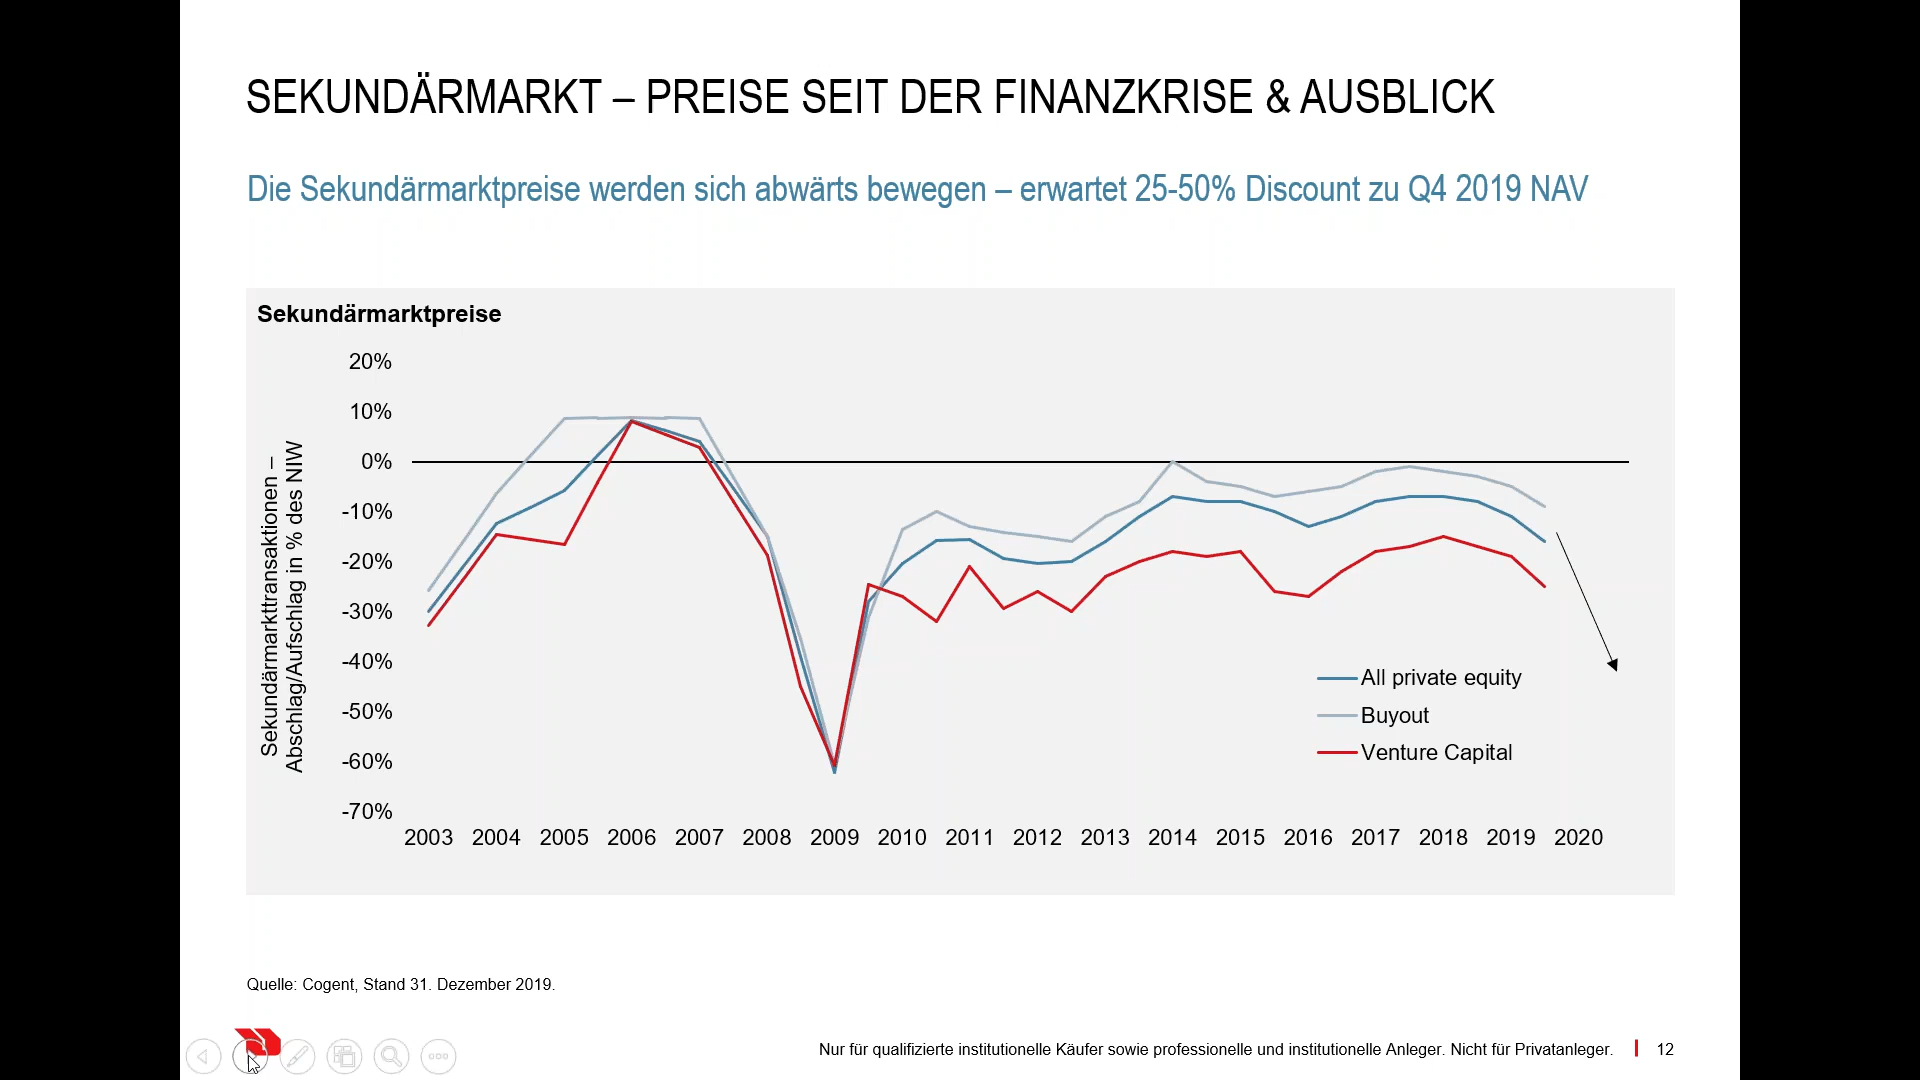 SEKUNDÄRMARKT – PREISE SEIT DER FINANZKRISE & AUSBLICK
Die Sekundärmarktpreise werden sich abwärts bewegen – erwartet 25-50% Discount zu Q4 2019 NAV
Sekundärmarktpreise
Sekundärmarkttransaktionen –
Abschlag/Aufschlag in % des NIW
20%
10%
0%
-10%
-20%
-30%
-40%
-50%
-60%
-70%
All private equity
Buyout
Venture Capital
2003 2004 2005 2006 2007 2008 2009 2010 2011 2012 2013 2014 2015 2016 2017 2018 2019 2020
Quelle: Cogent, Stand 31. Dezember 2019.
Nur für qualifizierte institutionelle Käufer sowie professionelle und institutionelle Anleger. Nicht für Privatanleger. 12